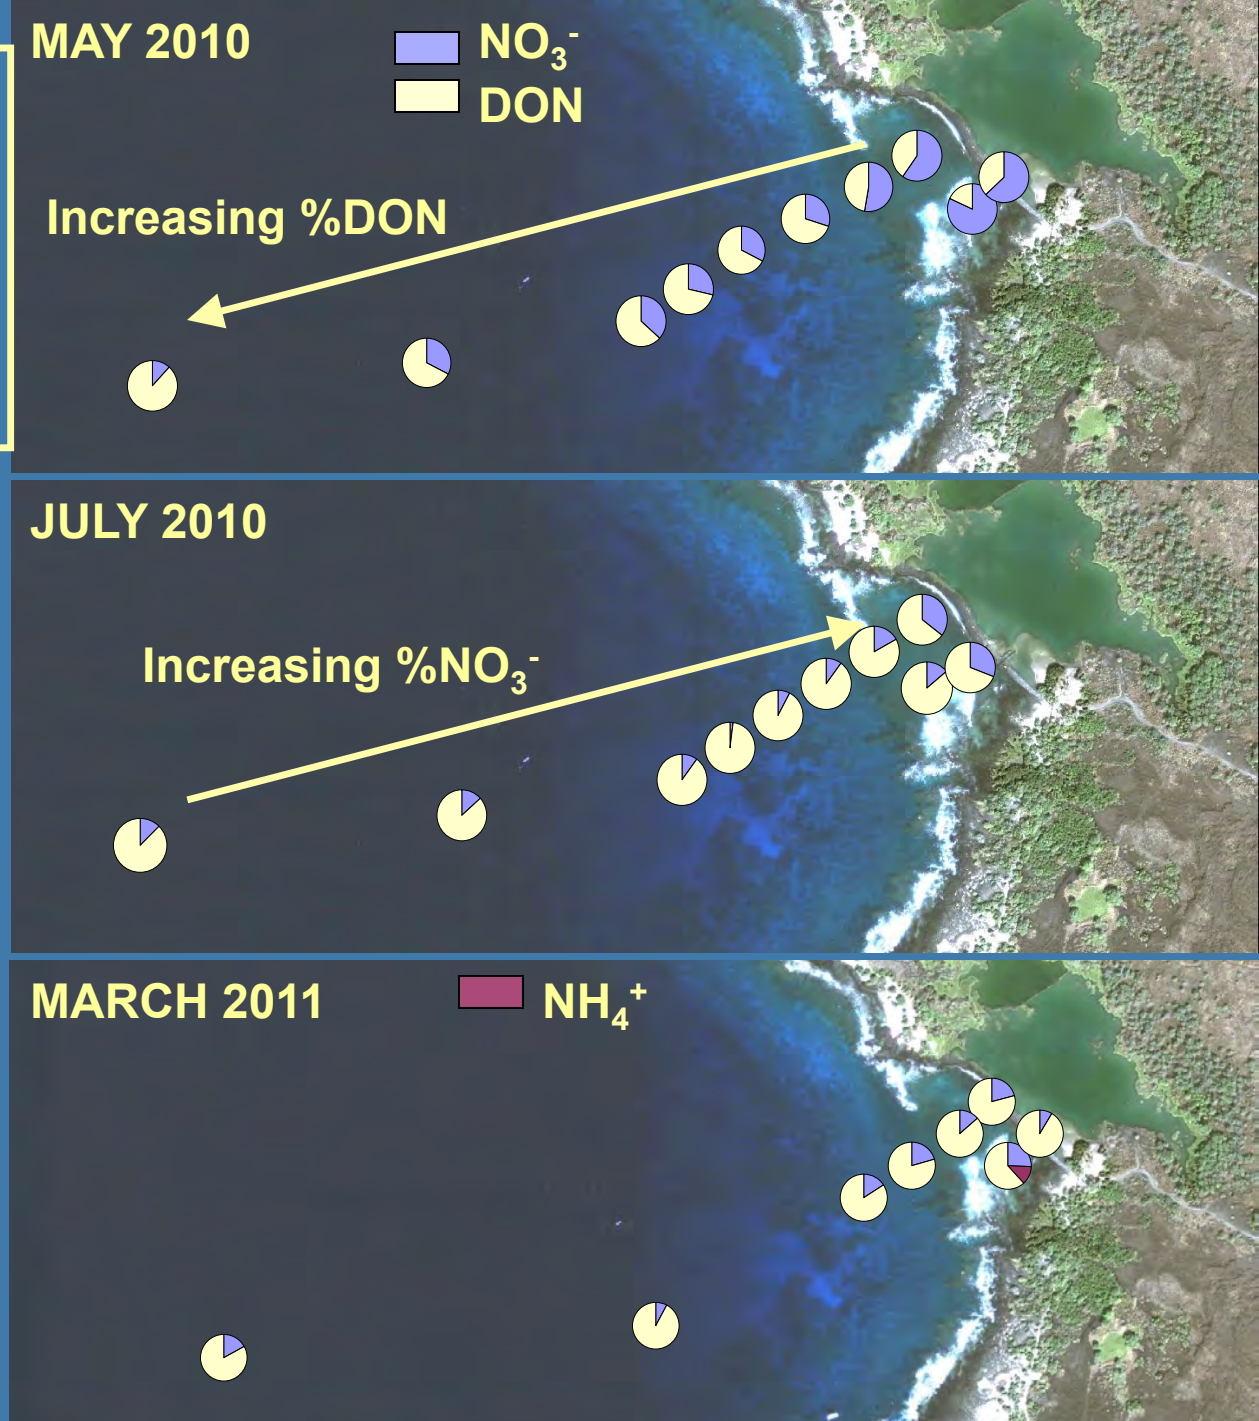 MAY 2010
NO₃⁻
DON
Increasing %DON
JULY 2010
Increasing %NO₃⁻
MARCH 2011
NH₄⁺